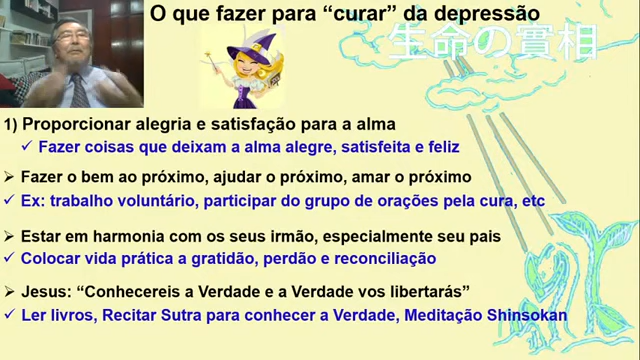 O que fazer para “curar” da depressão
生命の實相
1) Proporcionar alegria e satisfação para a alma
✓ Fazer coisas que deixam a alma alegre, satisfeita e feliz
➢ Fazer o bem ao próximo, ajudar o próximo, amar o próximo
✓ Ex: trabalho voluntário, participar do grupo de orações pela cura, etc
➢ Estar em harmonia com os seus irmão, especialmente seu pais
✓ Colocar vida prática a gratidão, perdão e reconciliação
➢ Jesus: “Conhecereis a Verdade e a Verdade vos libertarás”
✓ Ler livros, Recitar Sutra para conhecer a Verdade, Meditação Shinsokan